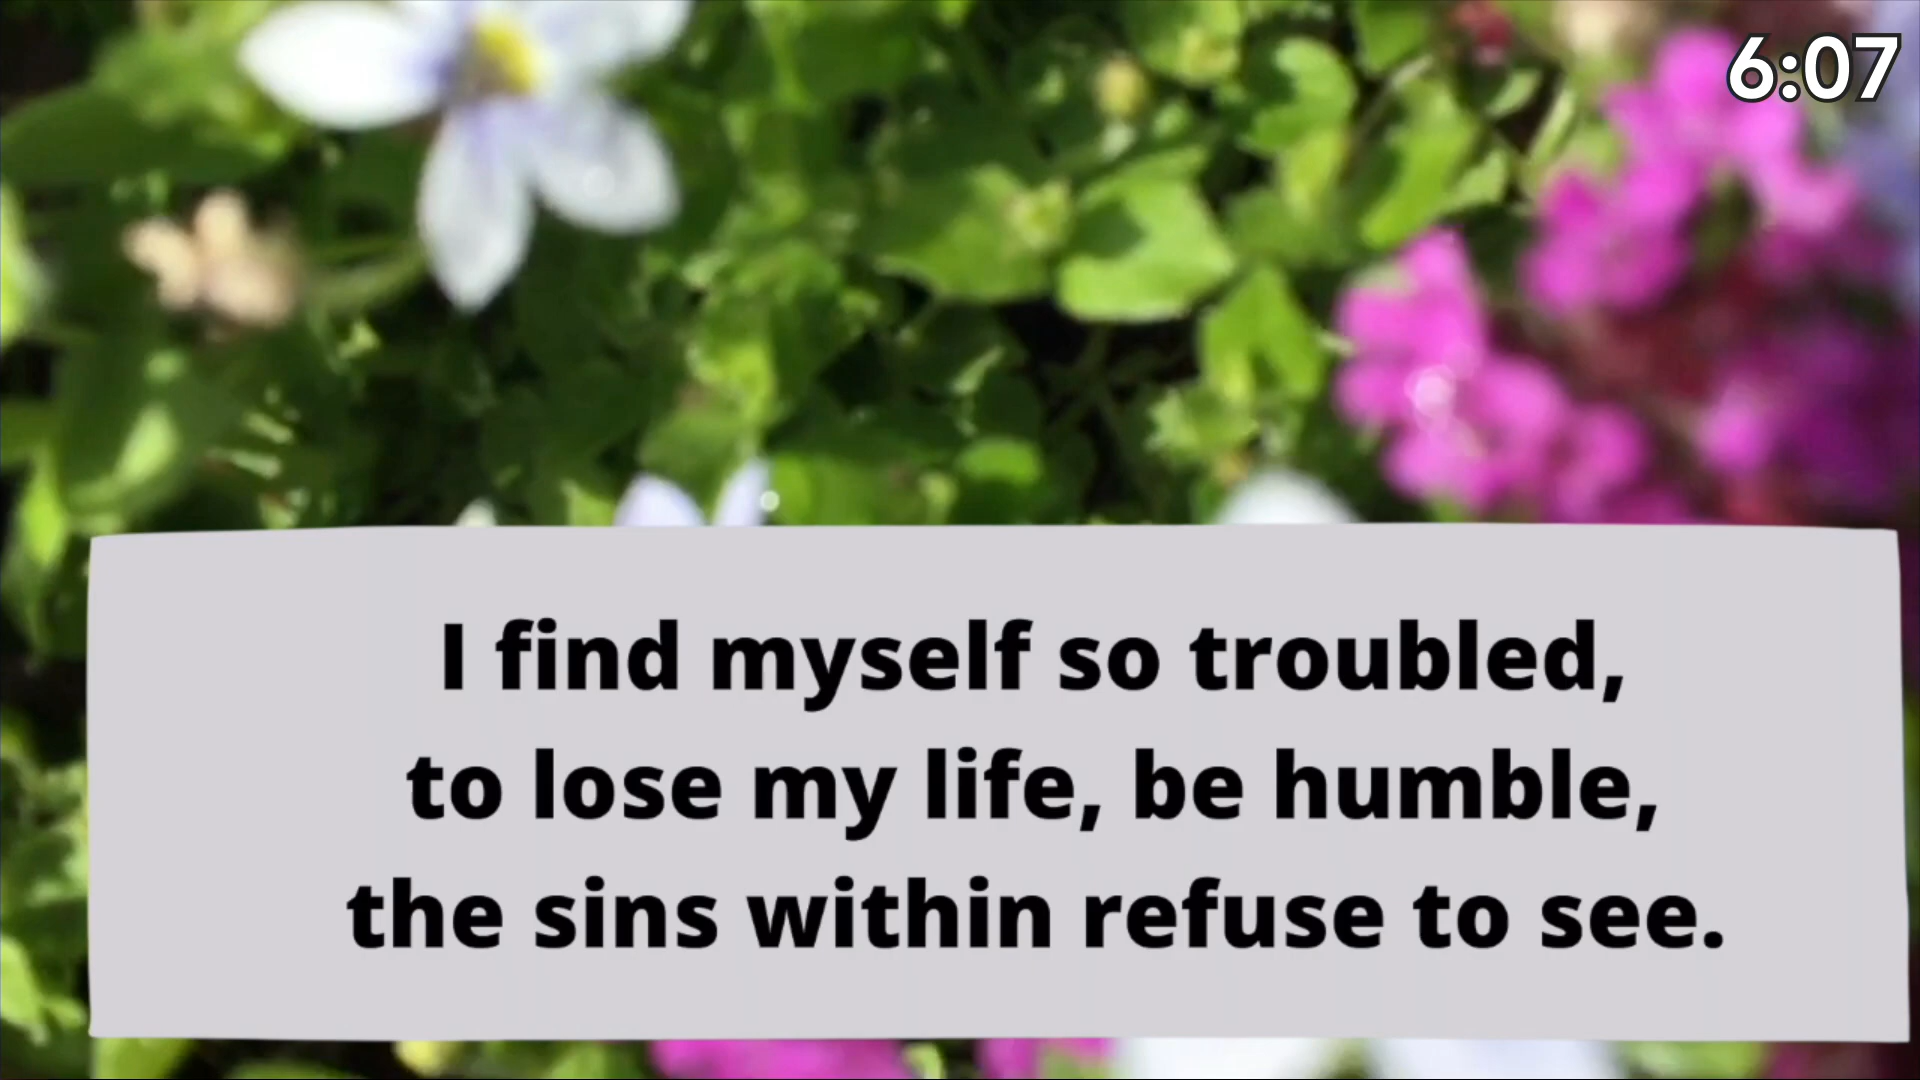 6:07
I find myself so troubled,
to lose my life, be humble,
the sins within refuse to see.